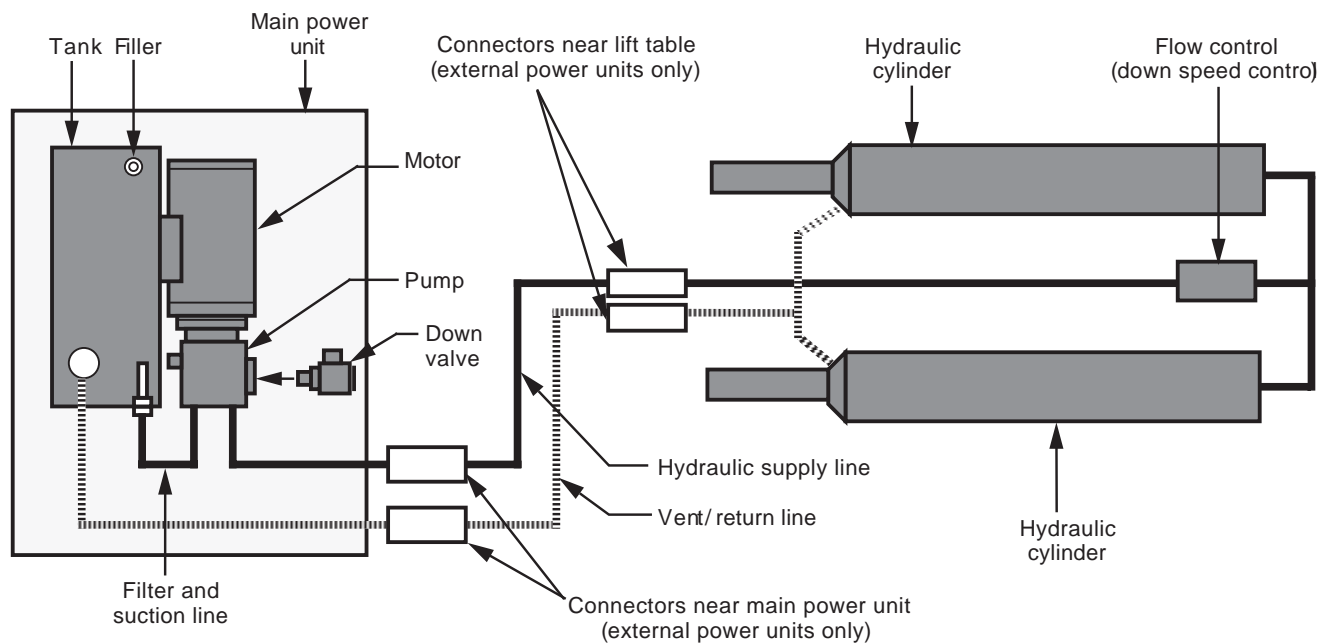 Main power
unit
Tank
Filler
Connectors near lift table
(external power units only)
Hydraulic
cylinder
Flow control
(down speed control)
Motor
Pump
Down
valve
Hydraulic supply line
Vent/return line
Hydraulic
cylinder
Filter and
suction line
Connectors near main power unit
(external power units only)